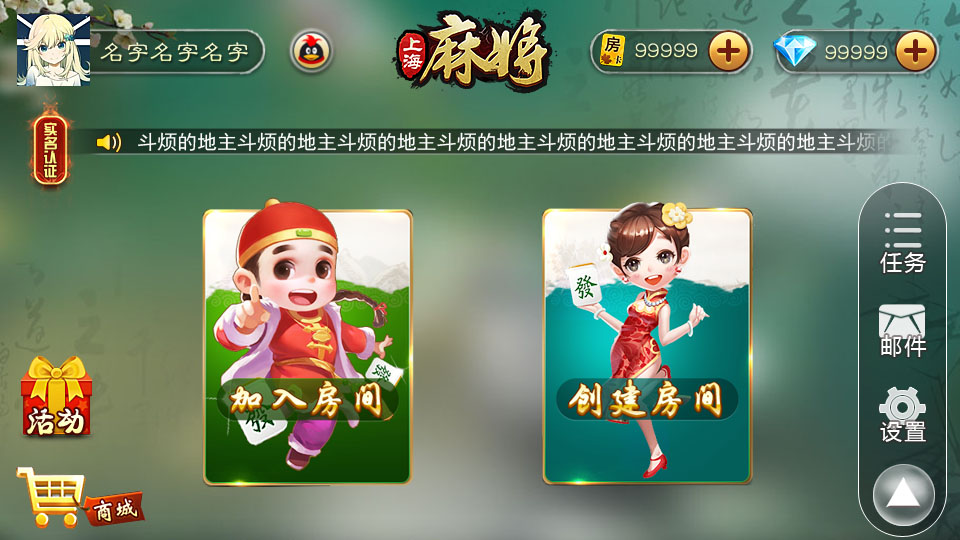 名字名字名字
上海
麻将
房卡
99999
99999
实名认证
斗烦的地主斗烦的地主斗烦的地主斗烦的地主斗烦的地主斗烦的地主斗烦的地主斗烦的
發
發
發
加入房间
创建房间
任务
邮件
设置
活动
商城